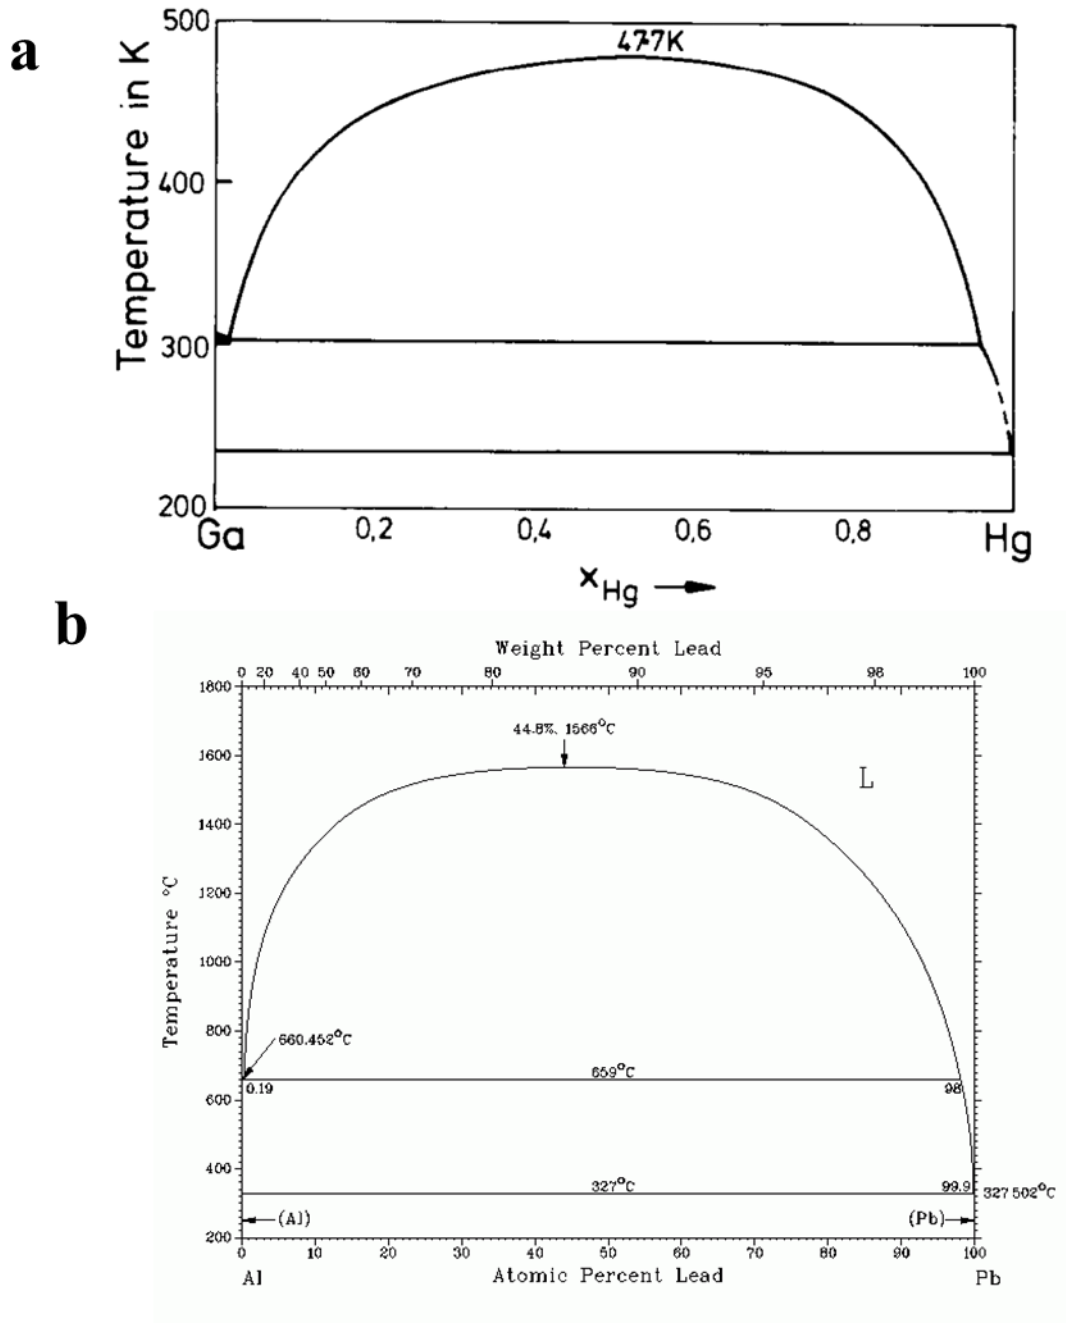 a
Temperature in K
500
477K
400
300
200
Ga
0,2
0,4
0,6
0,8
Hg
xHg
b
Weight Percent Lead
0 20 40 50 60 70 80 90 95 98 100
1800
44.8%, 1566°C
1600
L
1400
1200
Temperature °C
1000
800
660.452°C
659°C
0.19
98
600
400
327°C
99.9
327 502°C
(Al)
(Pb)
200
0 10 20 30 40 50 60 70 80 90 100
Al
Atomic Percent Lead
Pb